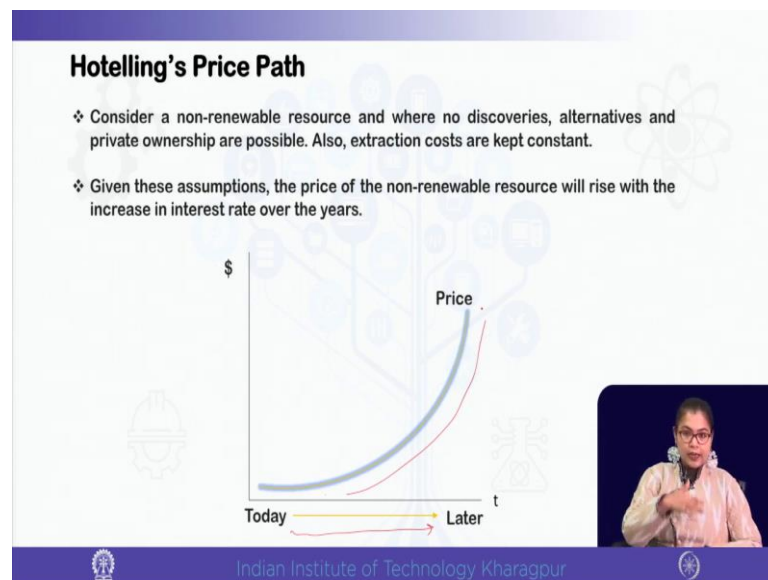 Hotelling's Price Path
❖ Consider a non-renewable resource and where no discoveries, alternatives and
private ownership are possible. Also, extraction costs are kept constant.
❖ Given these assumptions, the price of the non-renewable resource will rise with the
increase in interest rate over the years.
$
Price
t
Today
Later
Indian Institute of Technology Kharagpur